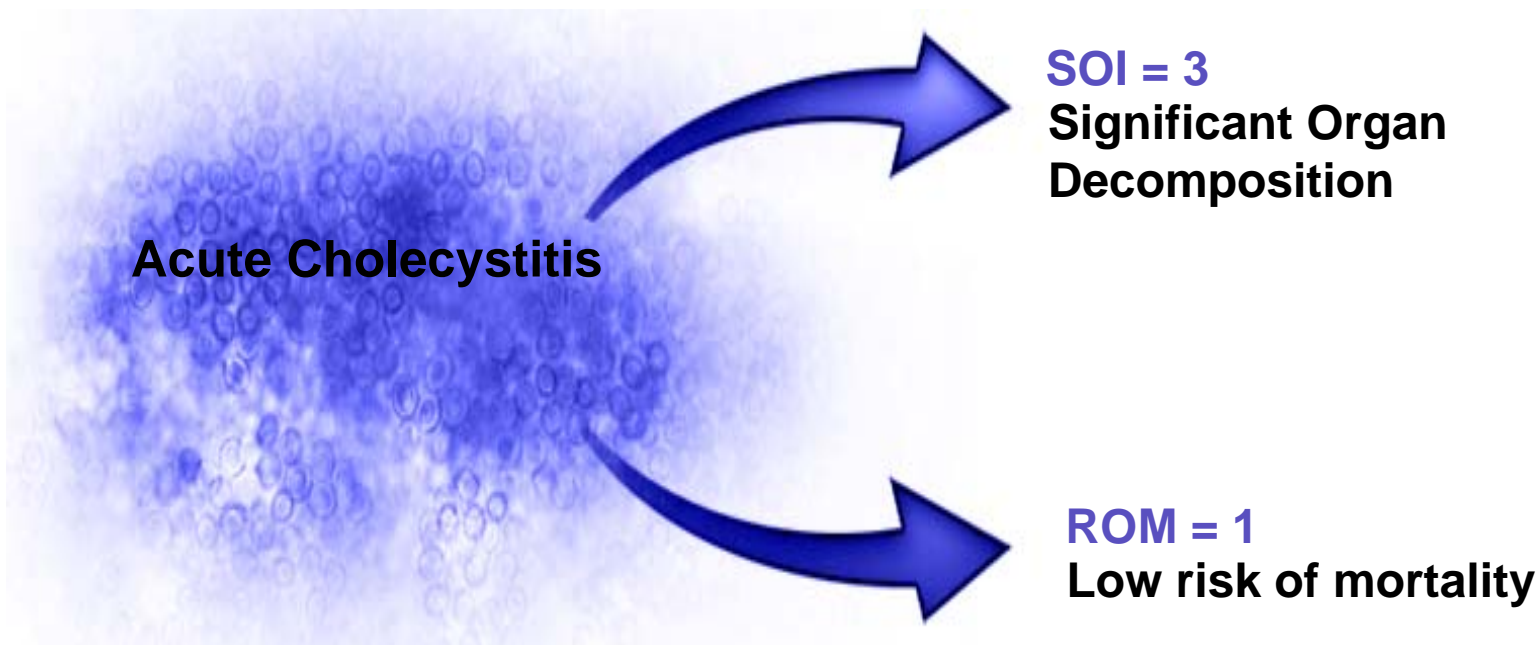 SOI = 3
Significant Organ
Decomposition
Acute Cholecystitis
ROM = 1
Low risk of mortality